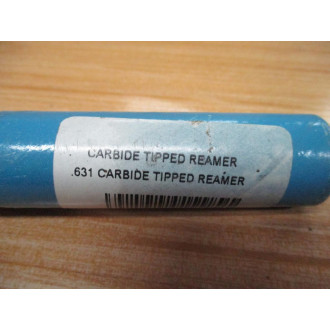 CARBIDE TIPPED REAMER
.631 CARBIDE TIPPED REAMER